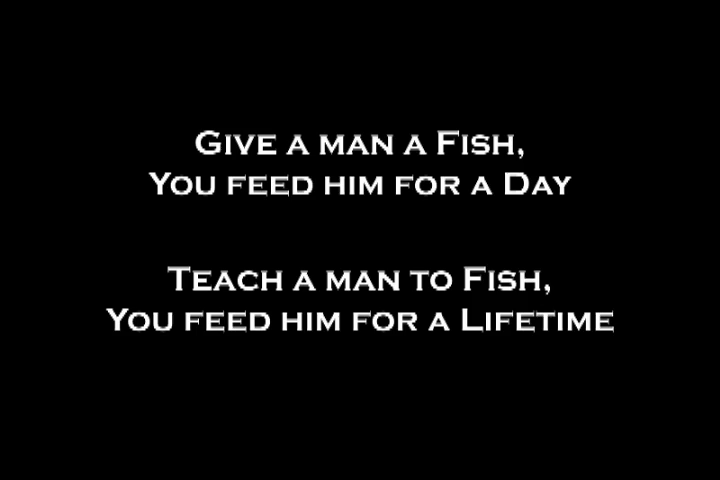 Give a man a Fish,
You feed him for a Day
Teach a man to Fish,
You feed him for a Lifetime